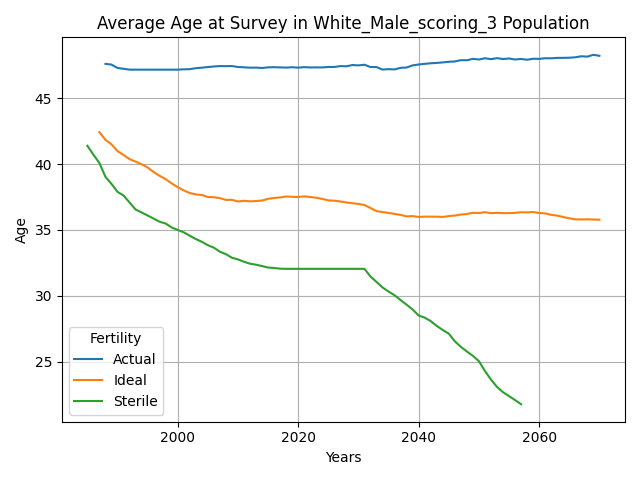 Average Age at Survey in White_Male_scoring_3 Population
Age
45
40
35
30
25
Fertility
Actual
Ideal
Sterile
2000 2020 2040 2060
Years